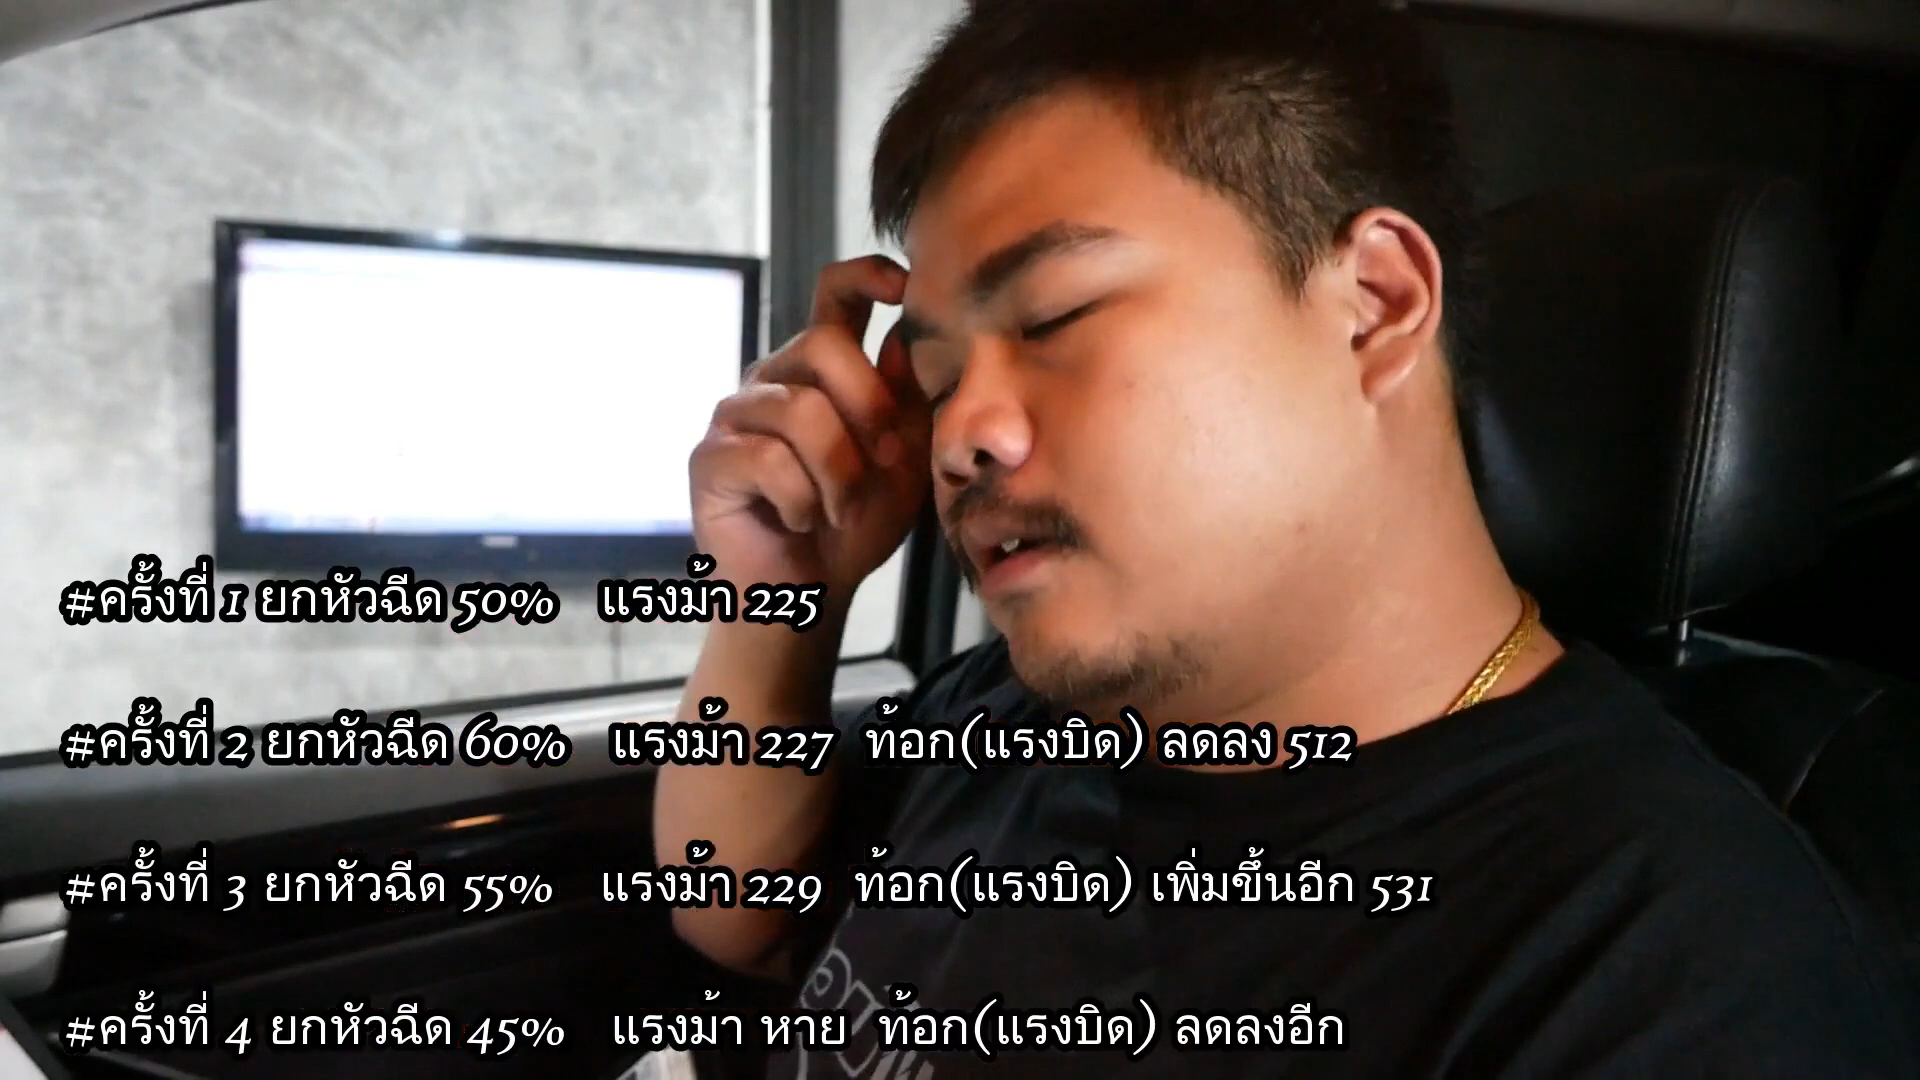 #ครั้งที่ 1 ยกหัวฉีด 50% แรงม้า 225
#ครั้งที่ 2 ยกหัวฉีด 60% แรงม้า 227 ท้อก(แรงบิด) ลดลง 512
#ครั้งที่ 3 ยกหัวฉีด 55% แรงม้า 229 ท้อก(แรงบิด) เพิ่มขึ้นอีก 531
#ครั้งที่ 4 ยกหัวฉีด 45% แรงม้า หาย ท้อก(แรงบิด) ลดลงอีก